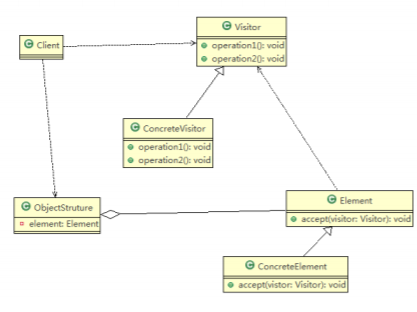 Visitor
operation1(): void
operation2(): void
Client
ConcreteVisitor
operation1(): void
operation2(): void
ObjectStruture
element: Element
Element
accept(visitor: Visitor): void
ConcreteElement
accept(vistor: Visitor): void